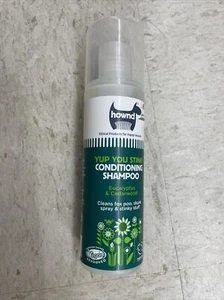 hownd
Ethical Products for Happy Hounds
YUP YOU STINK
CONDITIONING
SHAMPOO
Eucalyptus
& Cedarwood
Cleans fox poo, skunk
spray & stinky stuff